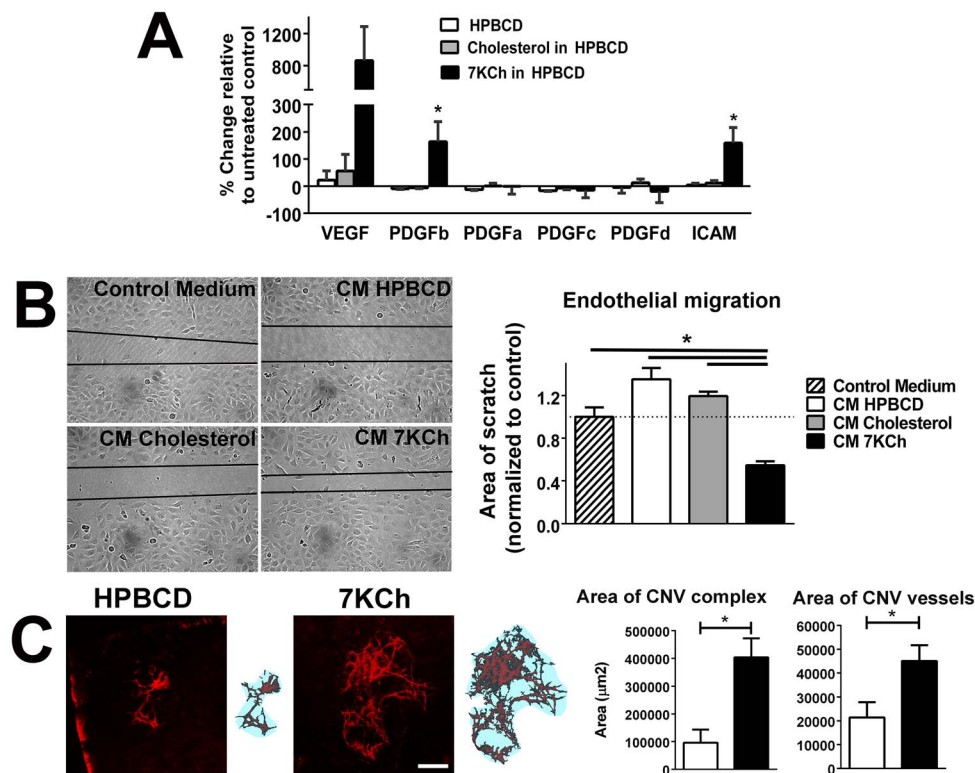 A
HPBCD
Cholesterol in HPBCD
7KCh in HPBCD
% Change relative
to untreated control
1200
800
300
200
100
0
-100
*
*
VEGF PDGFb PDGFa PDGFc PDGFd ICAM
B
Control Medium
CM HPBCD
CM Cholesterol
CM 7KCh
Endothelial migration
*
Area of scratch
(normalized to control)
1.2
0.8
0.4
0.0
Control Medium
CM HPBCD
CM Cholesterol
CM 7KCh
C
HPBCD
7KCh
Area of CNV complex
*
Area (µm2)
500000
400000
300000
200000
100000
0
Area of CNV vessels
*
60000
50000
40000
30000
20000
10000
0